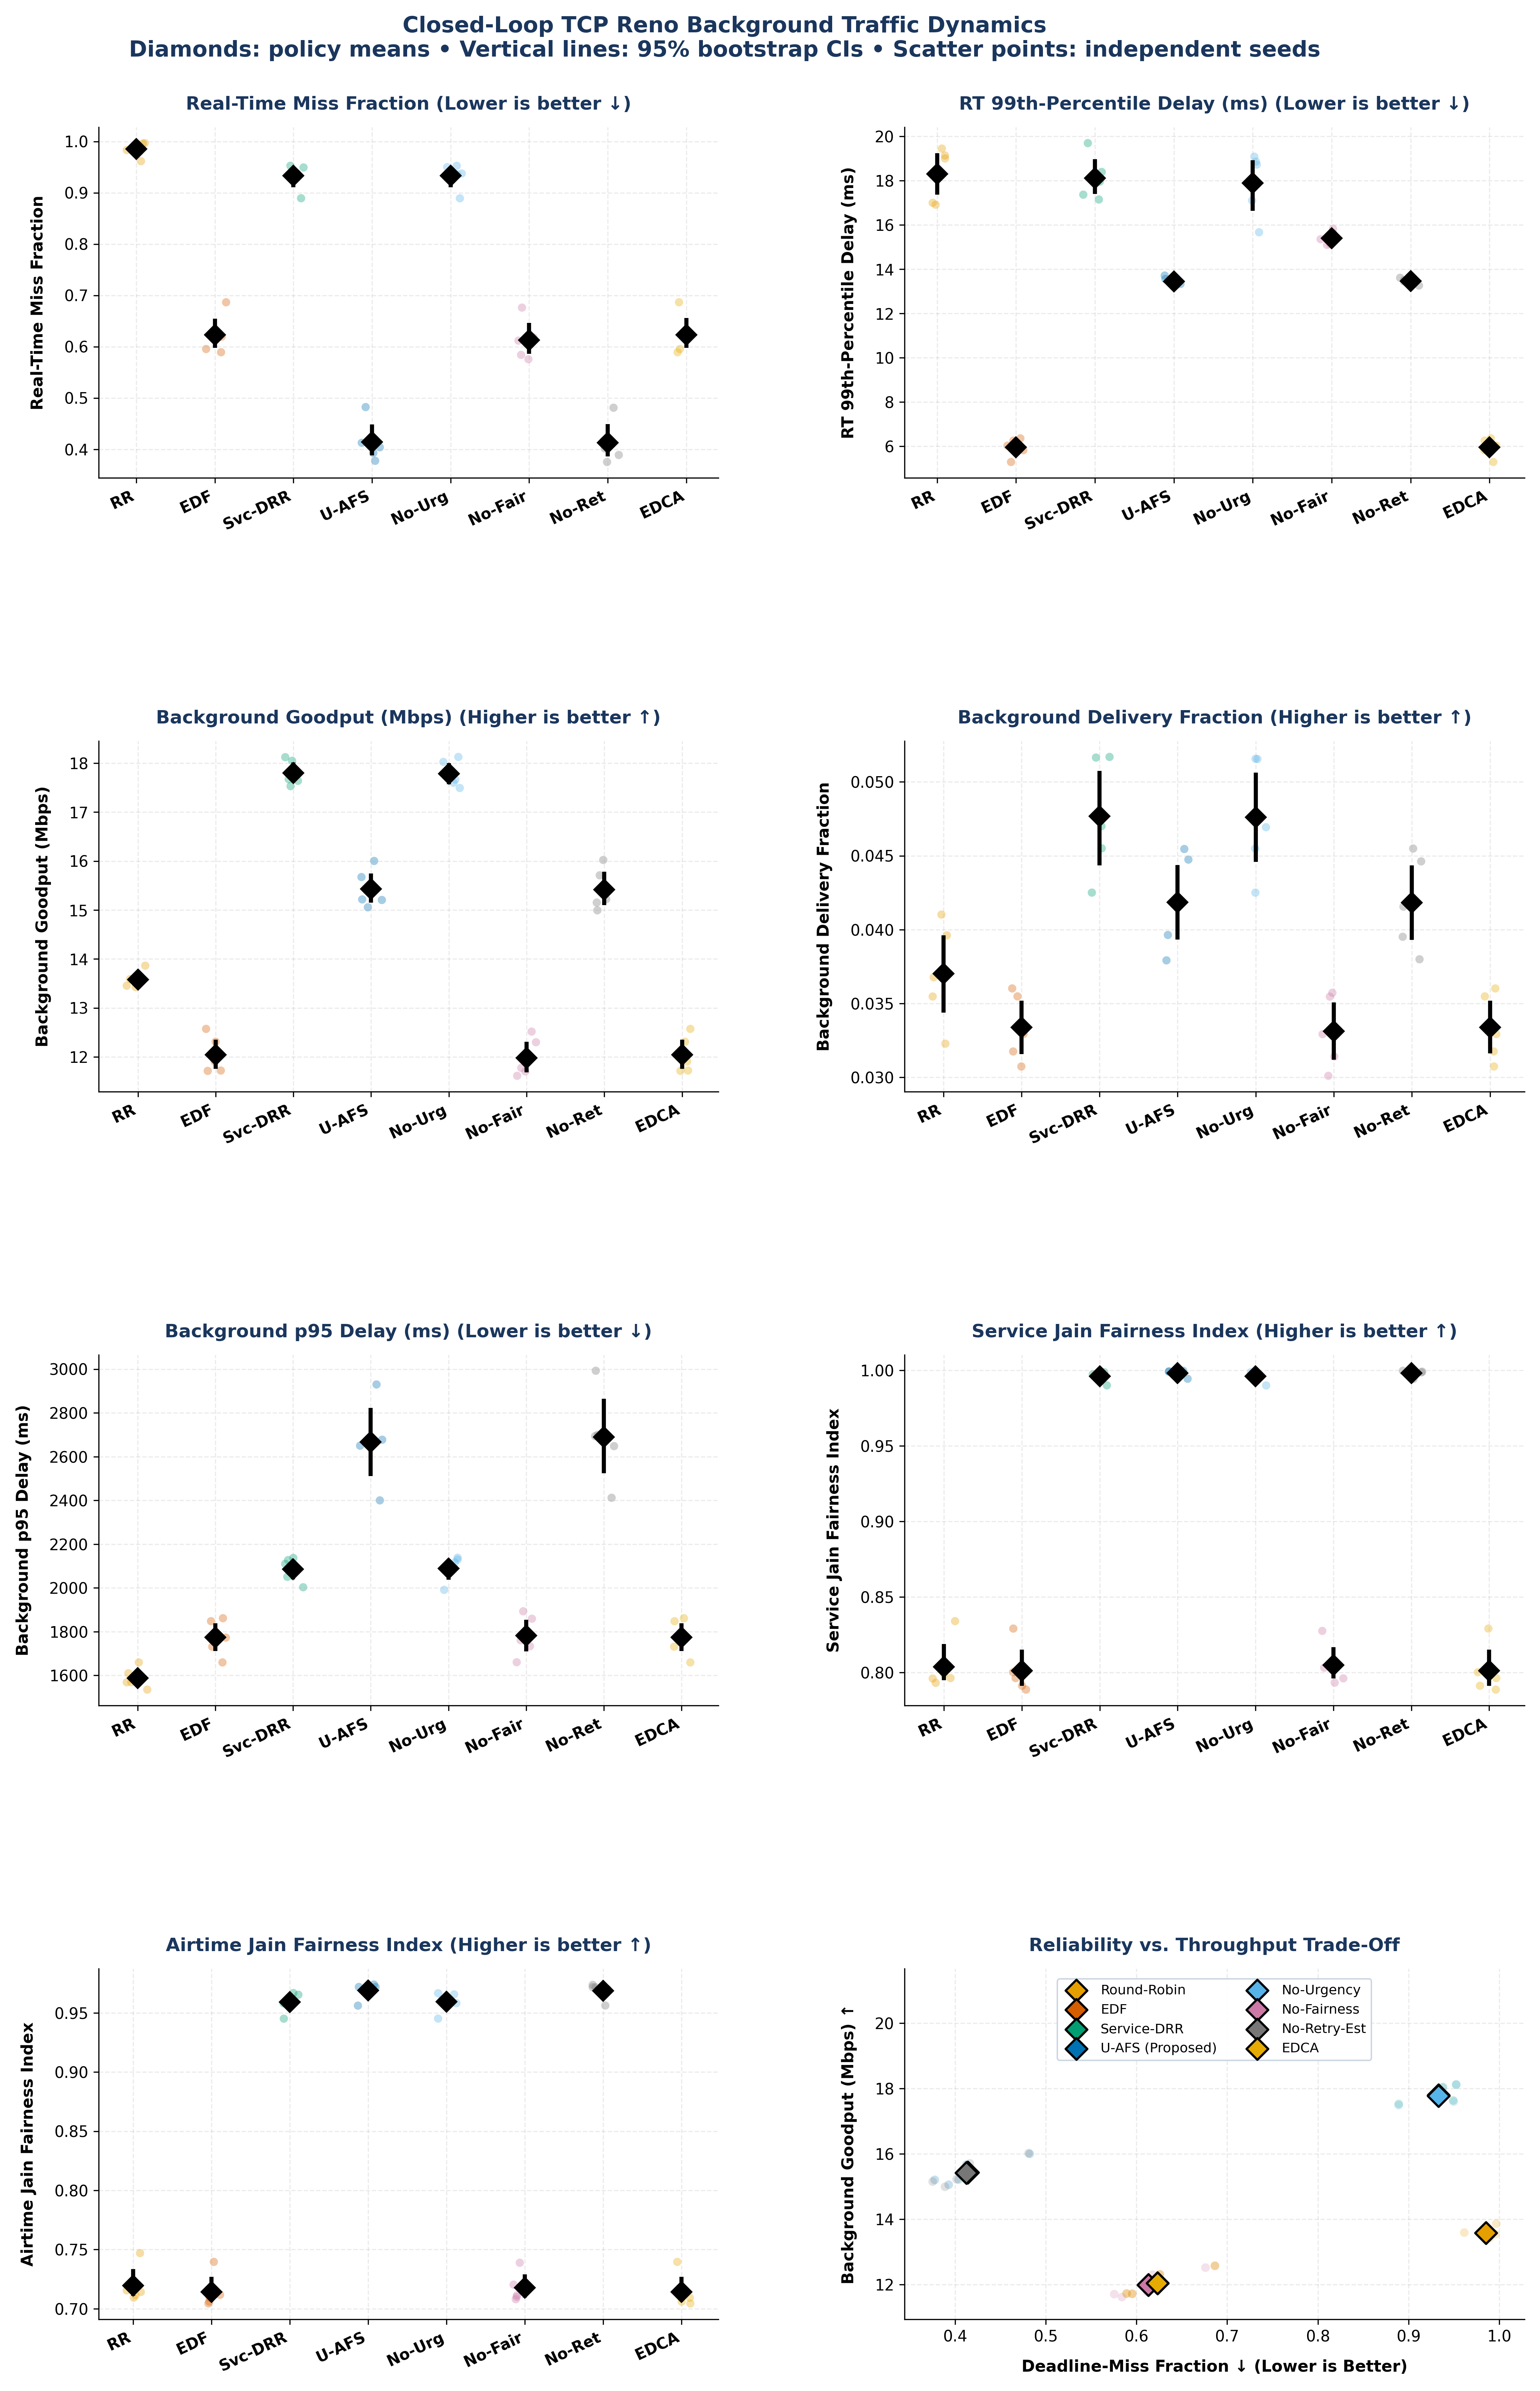 Closed-Loop TCP Reno Background Traffic Dynamics
Diamonds: policy means • Vertical lines: 95% bootstrap CIs • Scatter points: independent seeds
Real-Time Miss Fraction (Lower is better ↓)
Real-Time Miss Fraction
1.0
0.9
0.8
0.7
0.6
0.5
0.4
RR
EDF
Svc-DRR
U-AFS
No-Urg
No-Fair
No-Ret
EDCA
RT 99th-Percentile Delay (ms) (Lower is better ↓)
RT 99th-Percentile Delay (ms)
20
18
16
14
12
10
8
6
RR
EDF
Svc-DRR
U-AFS
No-Urg
No-Fair
No-Ret
EDCA
Background Goodput (Mbps) (Higher is better ↑)
Background Goodput (Mbps)
18
17
16
15
14
13
12
RR
EDF
Svc-DRR
U-AFS
No-Urg
No-Fair
No-Ret
EDCA
Background Delivery Fraction (Higher is better ↑)
Background Delivery Fraction
0.050
0.045
0.040
0.035
0.030
RR
EDF
Svc-DRR
U-AFS
No-Urg
No-Fair
No-Ret
EDCA
Background p95 Delay (ms) (Lower is better ↓)
Background p95 Delay (ms)
3000
2800
2600
2400
2200
2000
1800
1600
RR
EDF
Svc-DRR
U-AFS
No-Urg
No-Fair
No-Ret
EDCA
Service Jain Fairness Index (Higher is better ↑)
Service Jain Fairness Index
1.00
0.95
0.90
0.85
0.80
RR
EDF
Svc-DRR
U-AFS
No-Urg
No-Fair
No-Ret
EDCA
Airtime Jain Fairness Index (Higher is better ↑)
Airtime Jain Fairness Index
0.95
0.90
0.85
0.80
0.75
0.70
RR
EDF
Svc-DRR
U-AFS
No-Urg
No-Fair
No-Ret
EDCA
Reliability vs. Throughput Trade-Off
Background Goodput (Mbps) ↑
20
18
16
14
12
Round-Robin
EDF
Service-DRR
U-AFS (Proposed)
No-Urgency
No-Fairness
No-Retry-Est
EDCA
0.4
0.5
0.6
0.7
0.8
0.9
1.0
Deadline-Miss Fraction ↓ (Lower is Better)